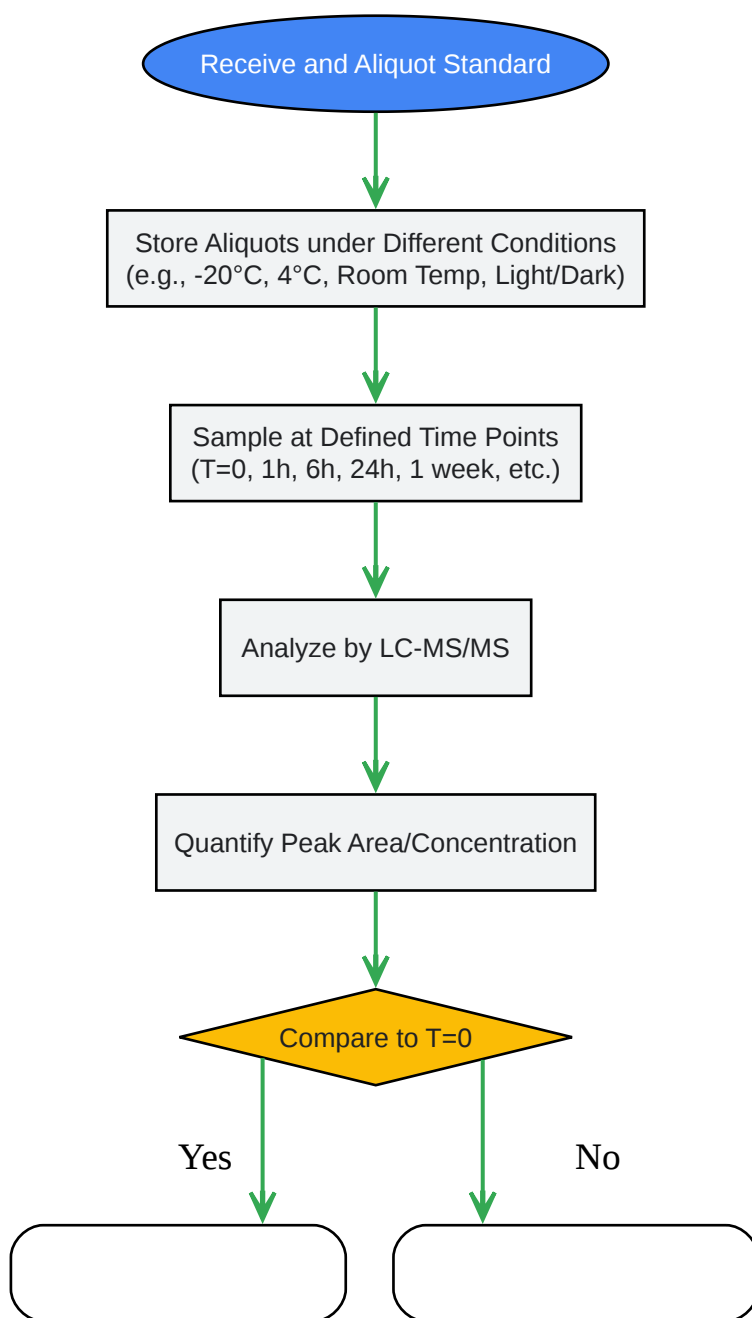 Receive and Aliquot Standard
Store Aliquots under Different Conditions
(e.g., -20°C, 4°C, Room Temp, Light/Dark)
Sample at Defined Time Points
(T=0, 1h, 6h, 24h, 1 week, etc.)
Analyze by LC-MS/MS
Quantify Peak Area/Concentration
Compare to T=0
Yes
No